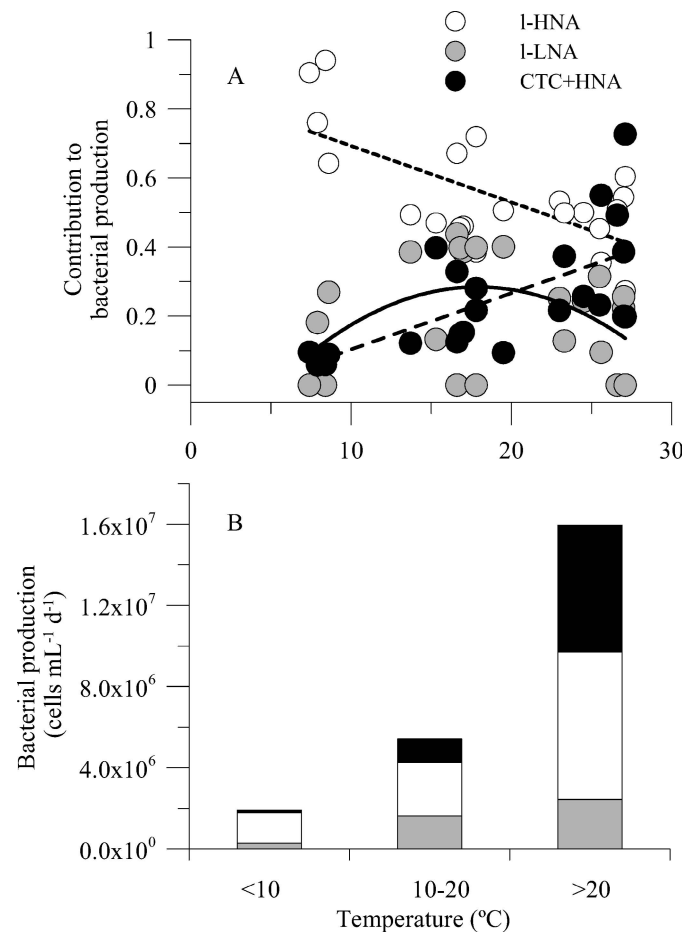 l-HNA
l-LNA
CTC+HNA
A
1
0.8
0.6
0.4
0.2
0
Contribution to
bacterial production
0
10
20
30
B
1.6x10⁷
1.2x10⁷
8.0x10⁶
4.0x10⁶
0.0x10⁰
Bacterial production
(cells mL⁻¹ d⁻¹)
<10
10-20
>20
Temperature (ºC)